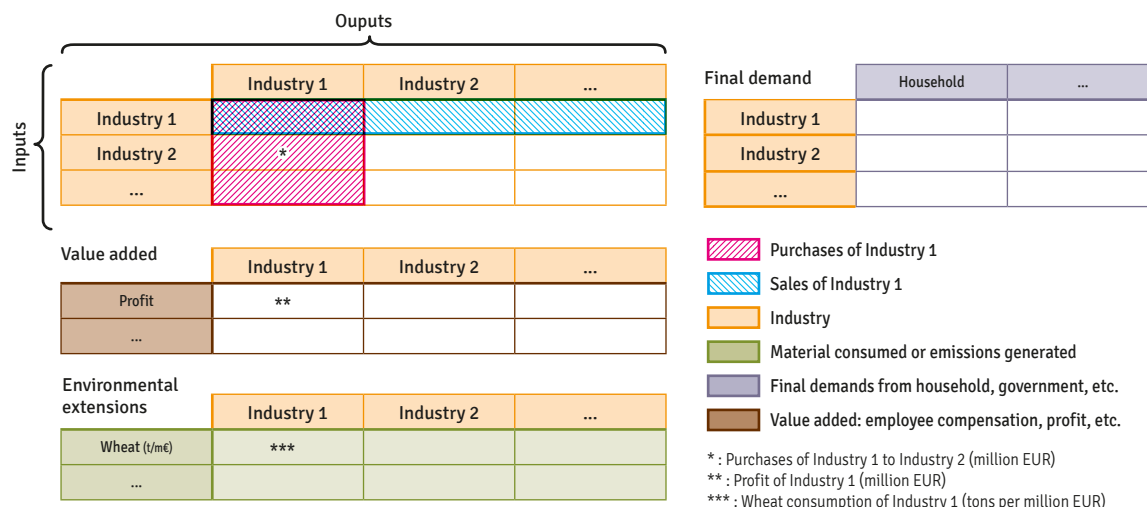 Ouputs
Inputs
Industry 1 Industry 2 ...
Industry 1
Industry 2 *
...
Final demand Household ...
Industry 1
Industry 2
...
Value added
Industry 1 Industry 2 ...
Profit **
...
Environmental
extensions
Industry 1 Industry 2 ...
Wheat (t/m€) ***
...
Purchases of Industry 1
Sales of Industry 1
Industry
Material consumed or emissions generated
Final demands from household, government, etc.
Value added: employee compensation, profit, etc.
* : Purchases of Industry 1 to Industry 2 (million EUR)
** : Profit of Industry 1 (million EUR)
*** : Wheat consumption of Industry 1 (tons per million EUR)